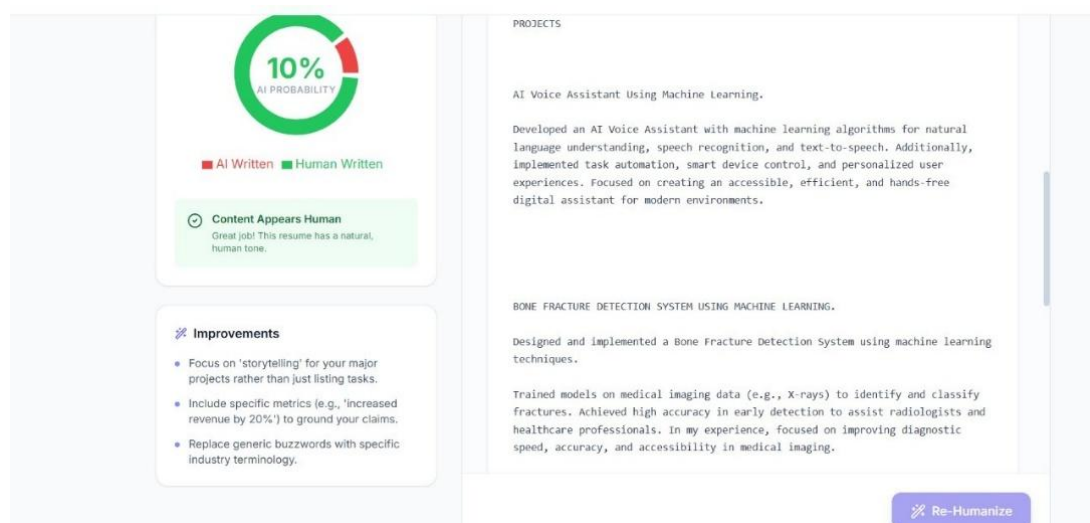 10%
AI PROBABILITY
AI Written Human Written
Content Appears Human
Great job! This resume has a natural,
human tone.
Improvements
Focus on 'storytelling' for your major
projects rather than just listing tasks.
Include specific metrics (e.g., 'increased
revenue by 20%') to ground your claims.
Replace generic buzzwords with specific
industry terminology.
PROJECTS
AI Voice Assistant Using Machine Learning.
Developed an AI Voice Assistant with machine learning algorithms for natural
language understanding, speech recognition, and text-to-speech. Additionally,
implemented task automation, smart device control, and personalized user
experiences. Focused on creating an accessible, efficient, and hands-free
digital assistant for modern environments.
BONE FRACTURE DETECTION SYSTEM USING MACHINE LEARNING.
Designed and implemented a Bone Fracture Detection System using machine learning
techniques.
Trained models on medical imaging data (e.g., X-rays) to identify and classify
fractures. Achieved high accuracy in early detection to assist radiologists and
healthcare professionals. In my experience, focused on improving diagnostic
speed, accuracy, and accessibility in medical imaging.
Re-Humanize